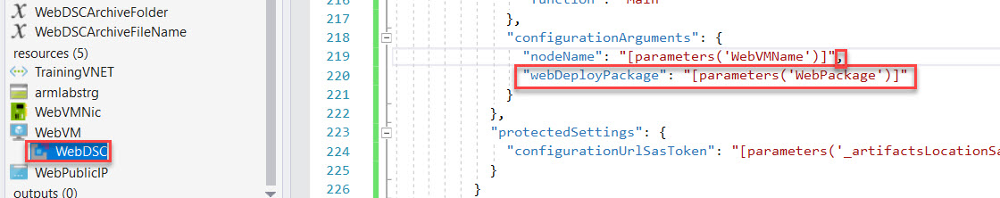 WebDSCArchiveFolder
WebDSCArchiveFileName
resources (5)
TrainingVNET
armlabstrg
WebVMNic
WebVM
WebDSC
WebPublicIP
outputs (0)
216 "function": "Main"
217 },
218 "configurationArguments": {
219 "nodeName": "[parameters('WebVMName')]",
220 "webDeployPackage": "[parameters('WebPackage')]"
221 }
222 },
223 "protectedSettings": {
224 "configurationUrlSasToken": "[parameters('_artifactsLocationSa
225 }
226 }